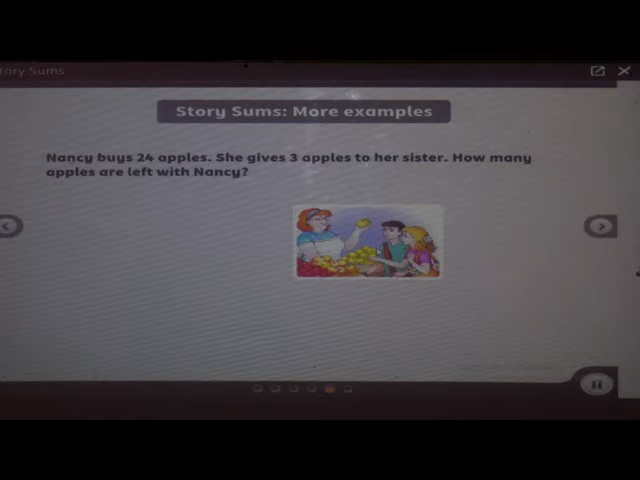 Story Sums
Story Sums: More examples
Nancy buys 24 apples. She gives 3 apples to her sister. How many
apples are left with Nancy?